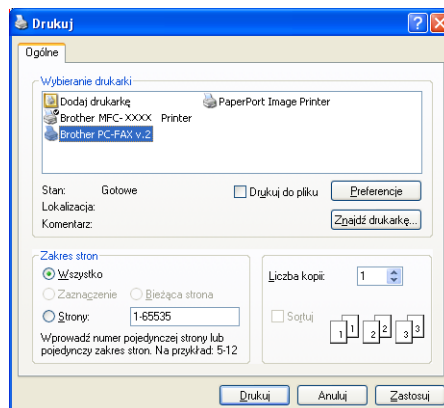 Drukuj
Ogólne
Wybieranie drukarki
Dodaj drukarkę
PaperPort Image Printer
Brother MFC-XXXX Printer
Brother PC-FAX v.2
Stan: Gotowe
Drukuj do pliku
Preferencje
Lokalizacja:
Komentarz:
Znajdź drukarkę...
Zakres stron
Wszystko
Zaznaczenie
Bieżąca strona
Strony: 1-65535
Wprowadź numer pojedynczej strony lub
pojedynczy zakres stron. Na przykład: 5-12
Liczba kopii: 1
Sortuj
1 1 2 2 3 3
Drukuj
Anuluj
Zastosuj